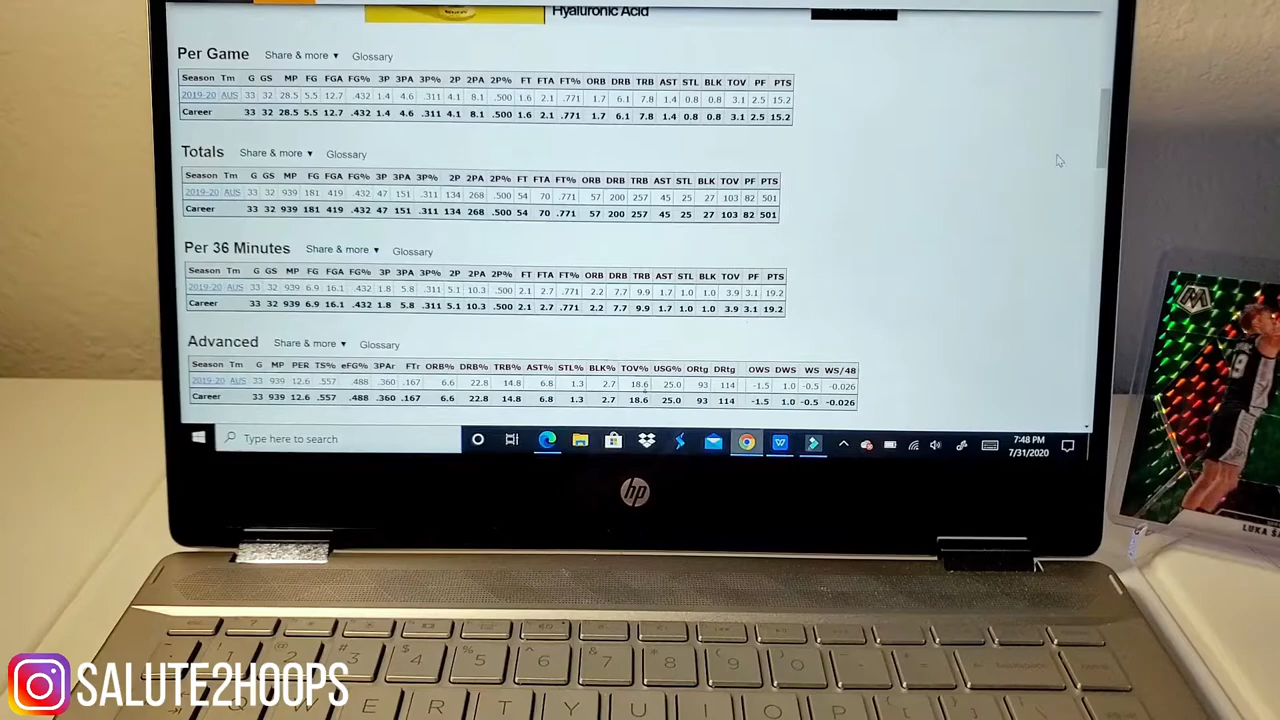 Hyaluronic Acid
Per Game Share & more ▼ Glossary
Season Tm G GS MP FG FGA FG% 3P 3PA 3P% 2P 2PA 2P% FT FTA FT% ORB DRB TRB AST STL BLK TOV PF PTS
2019-20 AUS 33 32 28.5 5.5 12.7 .432 1.4 4.6 .311 4.1 8.1 .500 1.6 2.1 .771 1.7 6.1 7.8 1.4 0.8 0.8 3.1 2.5 15.2
Career 33 32 28.5 5.5 12.7 .432 1.4 4.6 .311 4.1 8.1 .500 1.6 2.1 .771 1.7 6.1 7.8 1.4 0.8 0.8 3.1 2.5 15.2
Totals Share & more ▼ Glossary
Season Tm G GS MP FG FGA FG% 3P 3PA 3P% 2P 2PA 2P% FT FTA FT% ORB DRB TRB AST STL BLK TOV PF PTS
2019-20 AUS 33 32 939 181 419 .432 47 151 .311 134 268 .500 54 70 .771 57 200 257 45 25 27 103 82 501
Career 33 32 939 181 419 .432 47 151 .311 134 268 .500 54 70 .771 57 200 257 45 25 27 103 82 501
Per 36 Minutes Share & more ▼ Glossary
Season Tm G GS MP FG FGA FG% 3P 3PA 3P% 2P 2PA 2P% FT FTA FT% ORB DRB TRB AST STL BLK TOV PF PTS
2019-20 AUS 33 32 939 6.9 16.1 .432 1.8 5.8 .311 5.1 10.3 .500 2.1 2.7 .771 2.2 7.7 9.9 1.7 1.0 1.0 3.9 3.1 19.2
Career 33 32 939 6.9 16.1 .432 1.8 5.8 .311 5.1 10.3 .500 2.1 2.7 .771 2.2 7.7 9.9 1.7 1.0 1.0 3.9 3.1 19.2
Advanced Share & more ▼ Glossary
Season Tm G MP PER TS% eFG% 3PAr FTr ORB% DRB% TRB% AST% STL% BLK% TOV% USG% ORtg DRtg OWS DWS WS WS/48
2019-20 AUS 33 939 12.6 .557 .488 .360 .167 6.6 22.8 14.8 6.8 1.3 2.7 18.6 25.0 93 114 -1.5 1.0 -0.5 -0.026
Career 33 939 12.6 .557 .488 .360 .167 6.6 22.8 14.8 6.8 1.3 2.7 18.6 25.0 93 114 -1.5 1.0 -0.5 -0.026
Type here to search
7:48 PM
7/31/2020
hp
LUKA
3 4 5 6 7 8 9 0
Q W E R T Y U I O P
SALUTE2HOOPS